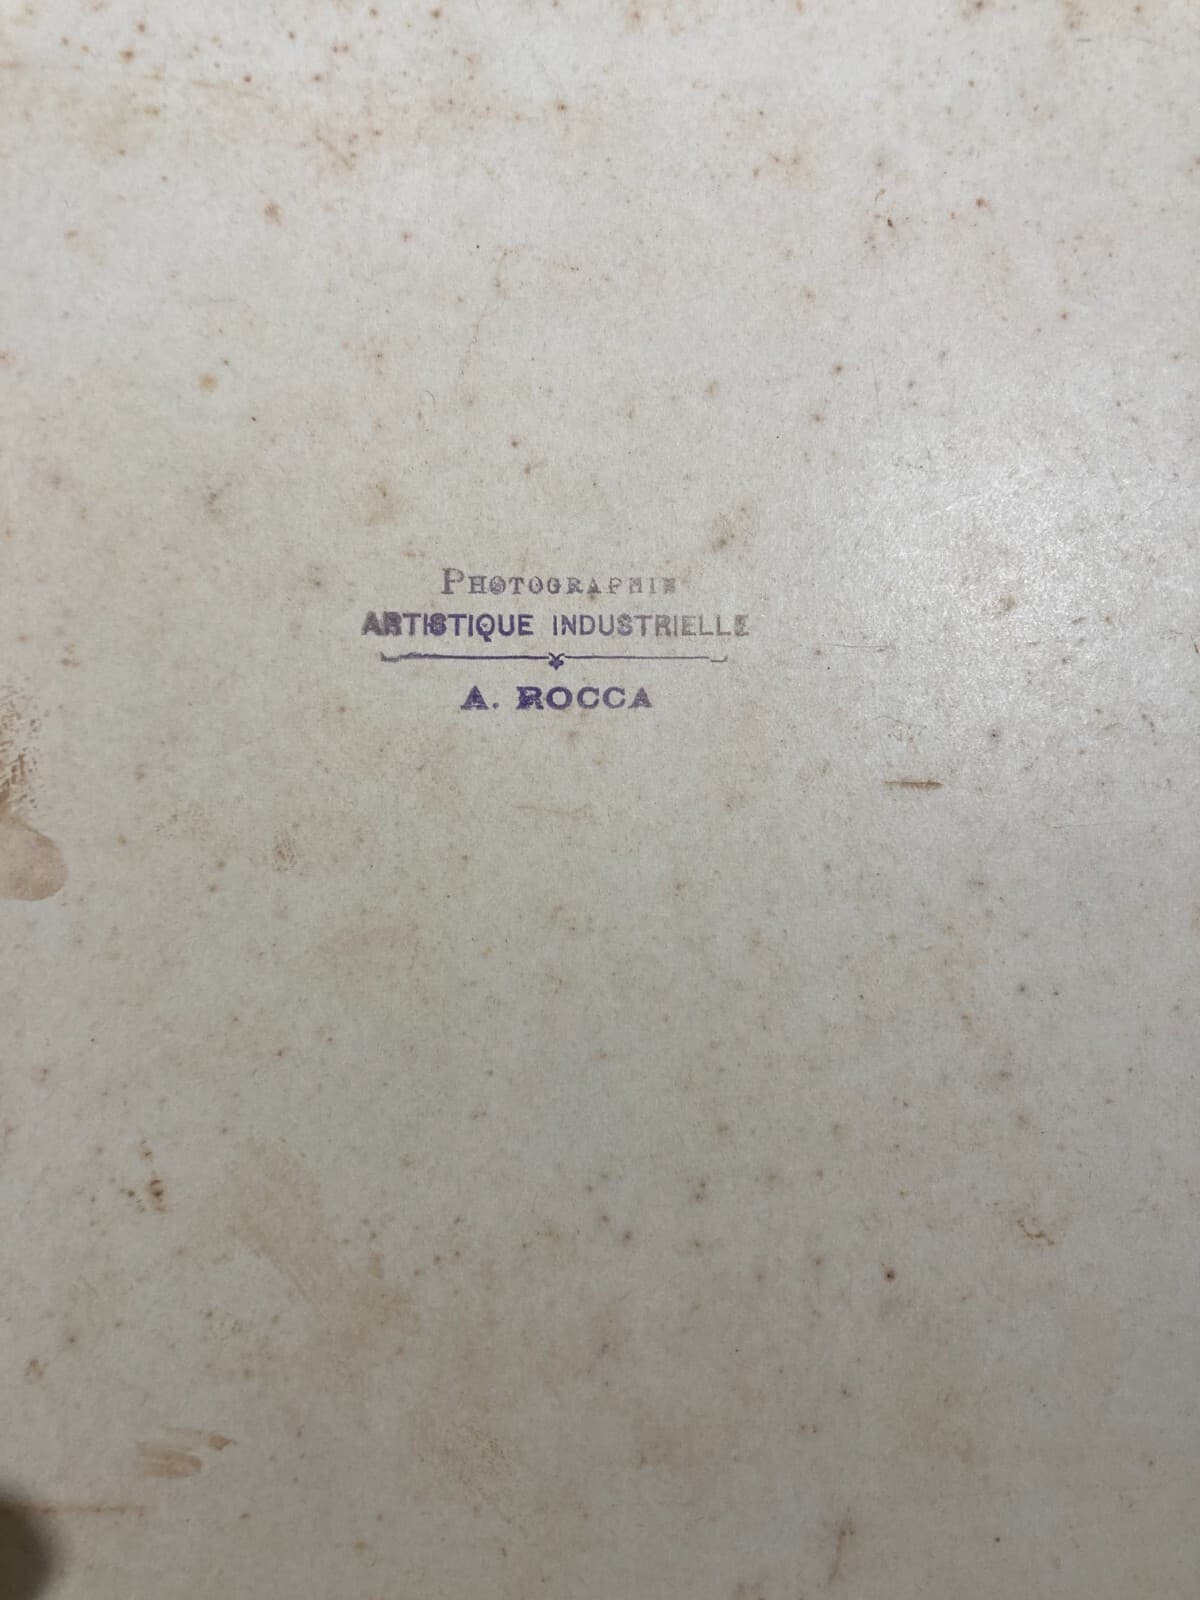 PHOTOGRAPHIE
ARTISTIQUE INDUSTRIELLE
A. ROCCA